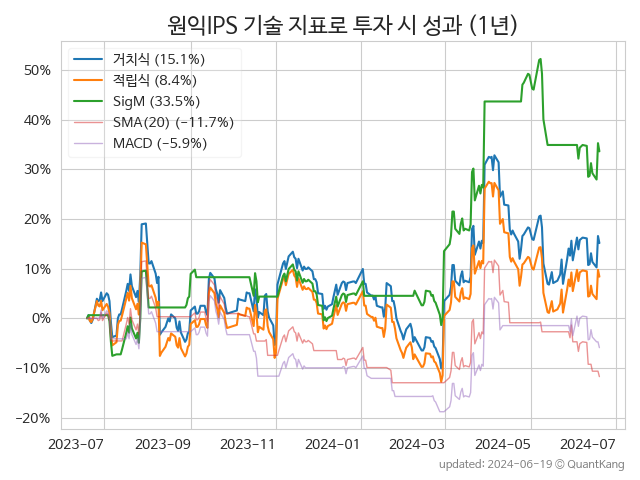 원익IPS 기술 지표로 투자 시 성과 (1년)
거치식 (15.1%)
적립식 (8.4%)
SigM (33.5%)
SMA(20) (−11.7%)
MACD (−5.9%)
50%
40%
30%
20%
10%
0%
−10%
−20%
2023-07 2023-09 2023-11 2024-01 2024-03 2024-05 2024-07
updated: 2024-06-19 © QuantKang